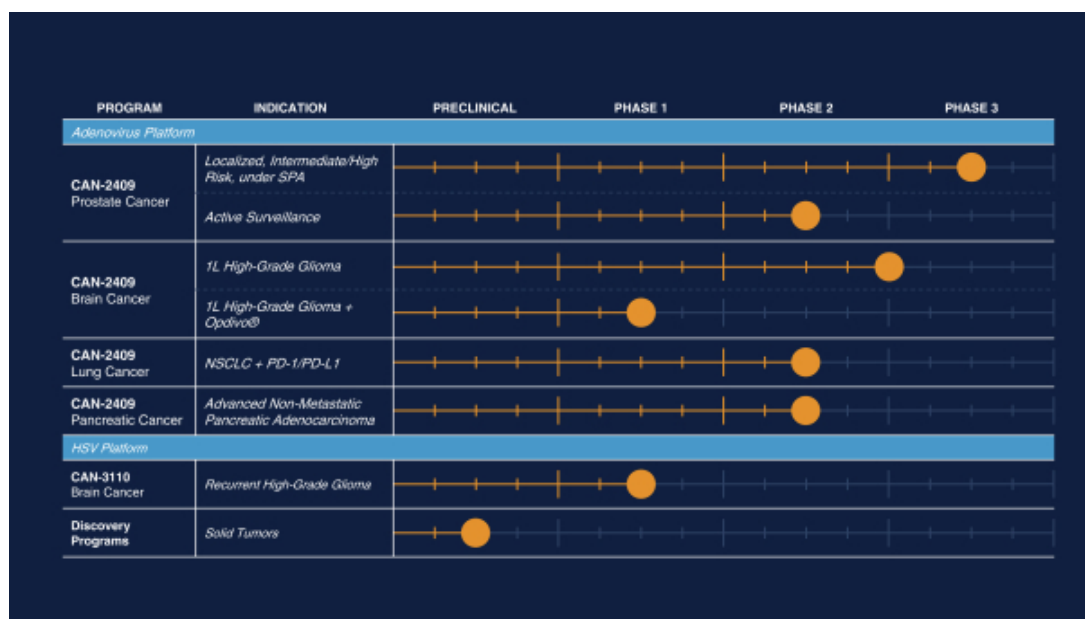 PROGRAM INDICATION PRECLINICAL PHASE 1 PHASE 2 PHASE 3
Adenovirus Platform
CAN-2409
Prostate Cancer
Localized, Intermediate/High
Risk, under SPA
Active Surveillance
CAN-2409
Brain Cancer
1L High-Grade Glioma
1L High-Grade Glioma +
Opdivo®
CAN-2409
Lung Cancer
NSCLC + PD-1/PD-L1
CAN-2409
Pancreatic Cancer
Advanced Non-Metastatic
Pancreatic Adenocarcinoma
HSV Platform
CAN-3110
Brain Cancer
Recurrent High-Grade Glioma
Discovery
Programs
Solid Tumors